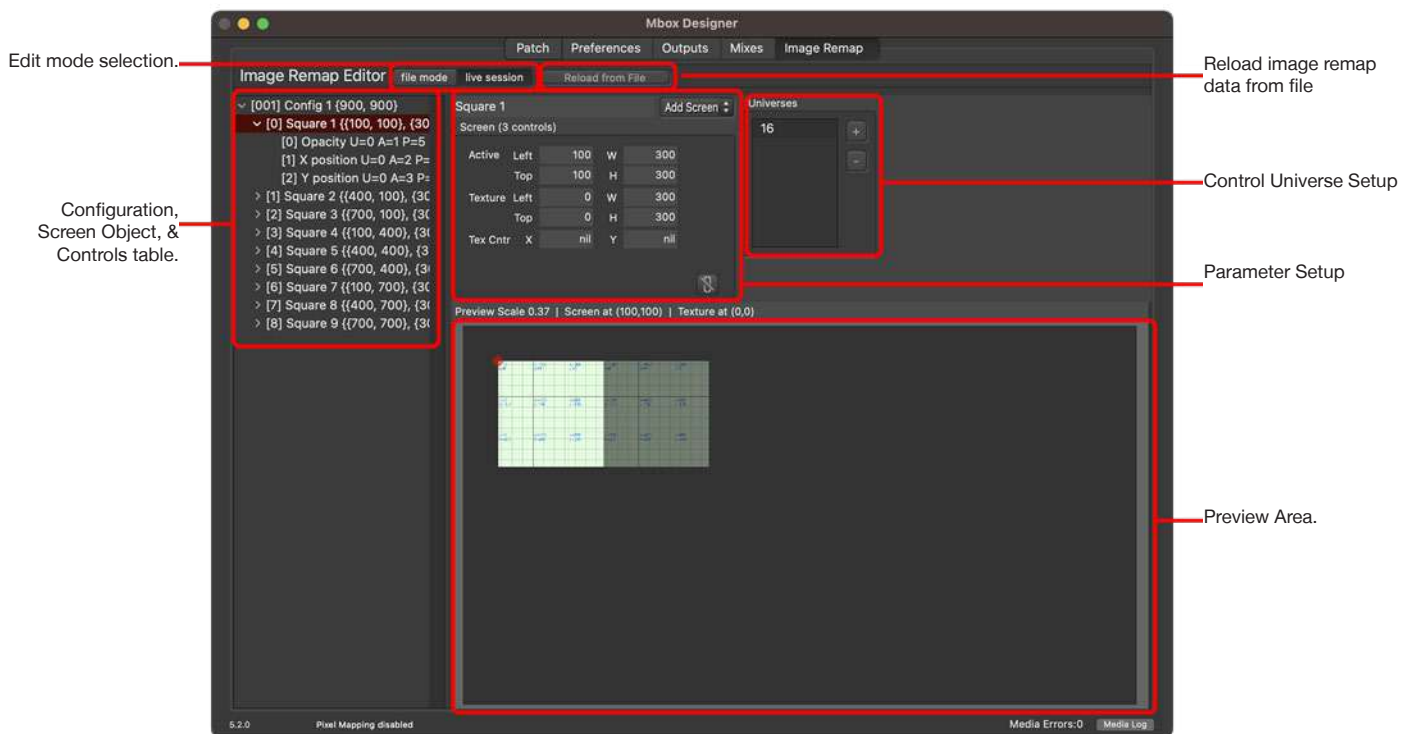 Mbox Designer
Patch Preferences Outputs Mixes Image Remap
Edit mode selection.
Image Remap Editor file mode live session Reload from File
Reload image remap
data from file
[001] Config 1 {900, 900}
[0] Square 1 {{100, 100}, {30
[0] Opacity U=0 A=1 P=5
[1] X position U=0 A=2 P=
[2] Y position U=0 A=3 P=
[1] Square 2 {{400, 100}, {30
[2] Square 3 {{700, 100}, {30
[3] Square 4 {{100, 400}, {30
[4] Square 5 {{400, 400}, {3
[5] Square 6 {{700, 400}, {30
[6] Square 7 {{100, 700}, {30
[7] Square 8 {{400, 700}, {30
[8] Square 9 {{700, 700}, {30
Configuration,
Screen Object, &
Controls table.
Square 1 Add Screen
Screen (3 controls)
Active Left 100 W 300
Top 100 H 300
Texture Left 0 W 300
Top 0 H 300
Tex Cntr X nil Y nil
Universes
16
+
-
Control Universe Setup
Parameter Setup
Preview Scale 0.37 | Screen at (100,100) | Texture at (0,0)
Preview Area.
5.2.0 Pixel Mapping disabled Media Errors:0 Media Log